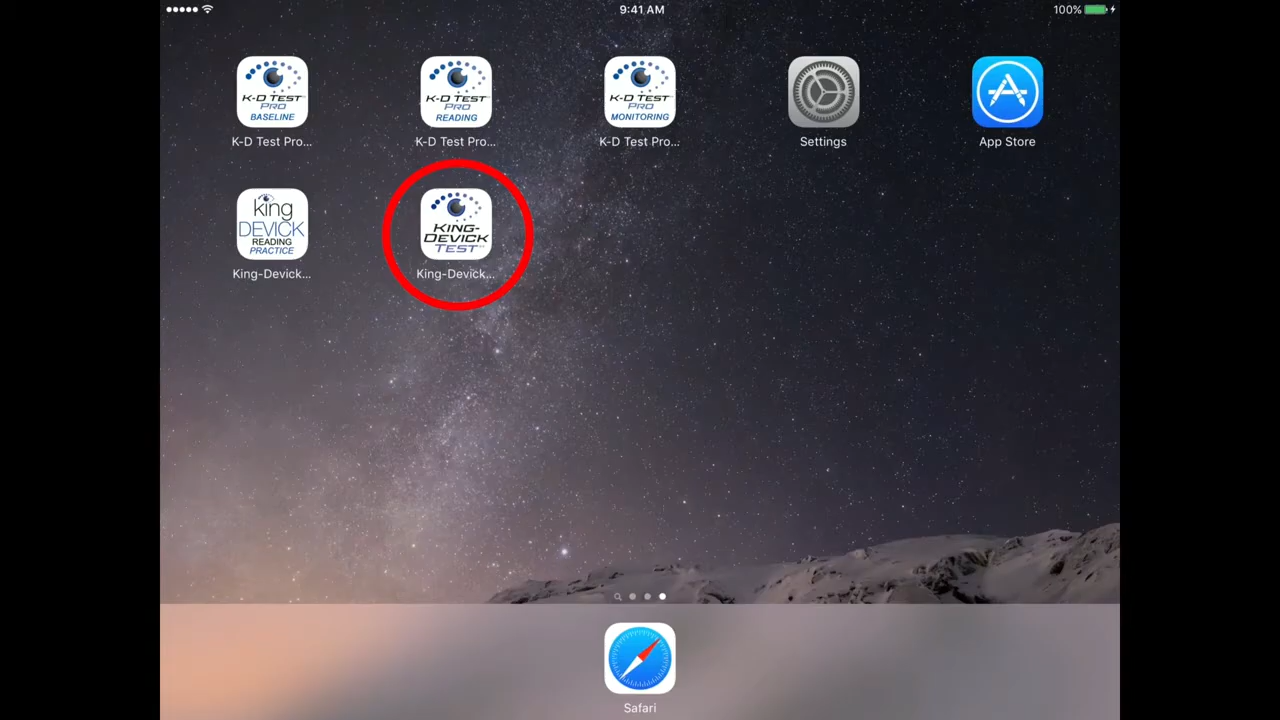 9:41 AM
100%
K-D TEST
PRO
BASELINE
K-D Test Pro...
K-D TEST
PRO
READING
K-D Test Pro...
K-D TEST
PRO
MONITORING
K-D Test Pro...
Settings
App Store
king
DEVICK
READING
PRACTICE
King-Devick...
KING-
DEVICK
TEST
King-Devick...
Safari